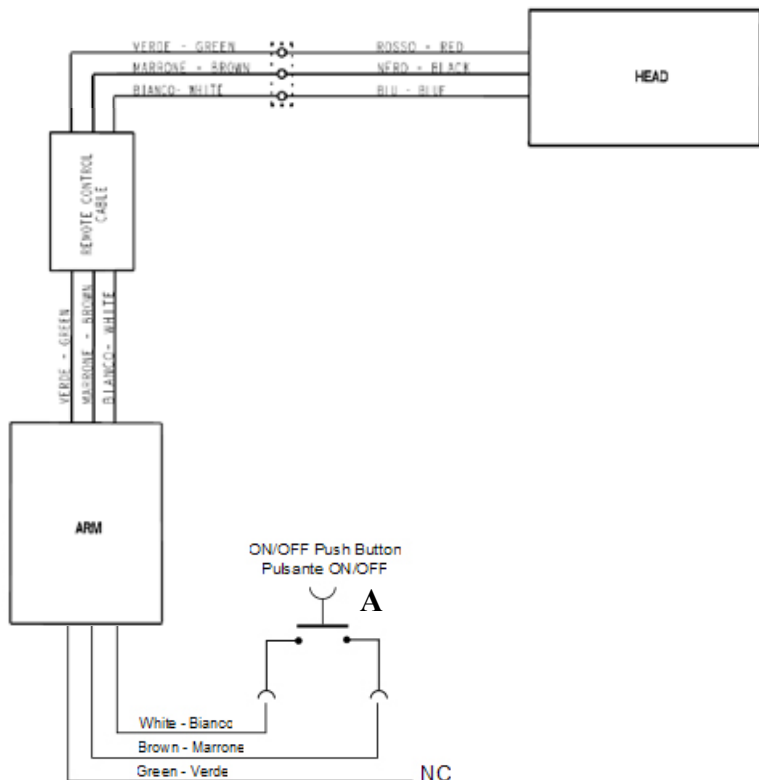 VERDE - GREEN
ROSSO - RED
MARRONE - BROWN
NERO - BLACK
BIANCO- WHITE
BLU - BLUE
HEAD
REMOTE CONTROL
CABLE
VERDE - GREEN
MARRONE - BROWN
BIANCO- WHITE
ARM
ON/OFF Push Button
Pulsante ON/OFF
A
White - Bianco
Brown - Marrone
Green - Verde
NC